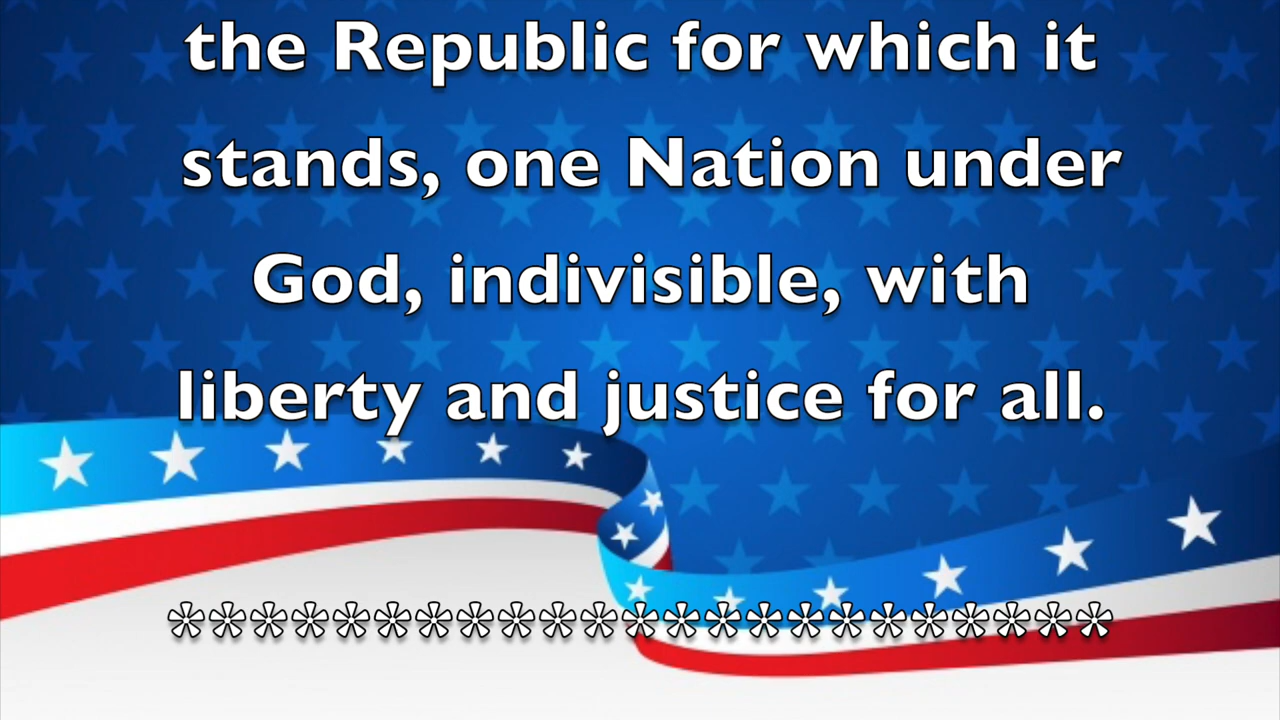 the Republic for which it
stands, one Nation under
God, indivisible, with
liberty and justice for all.
***********************